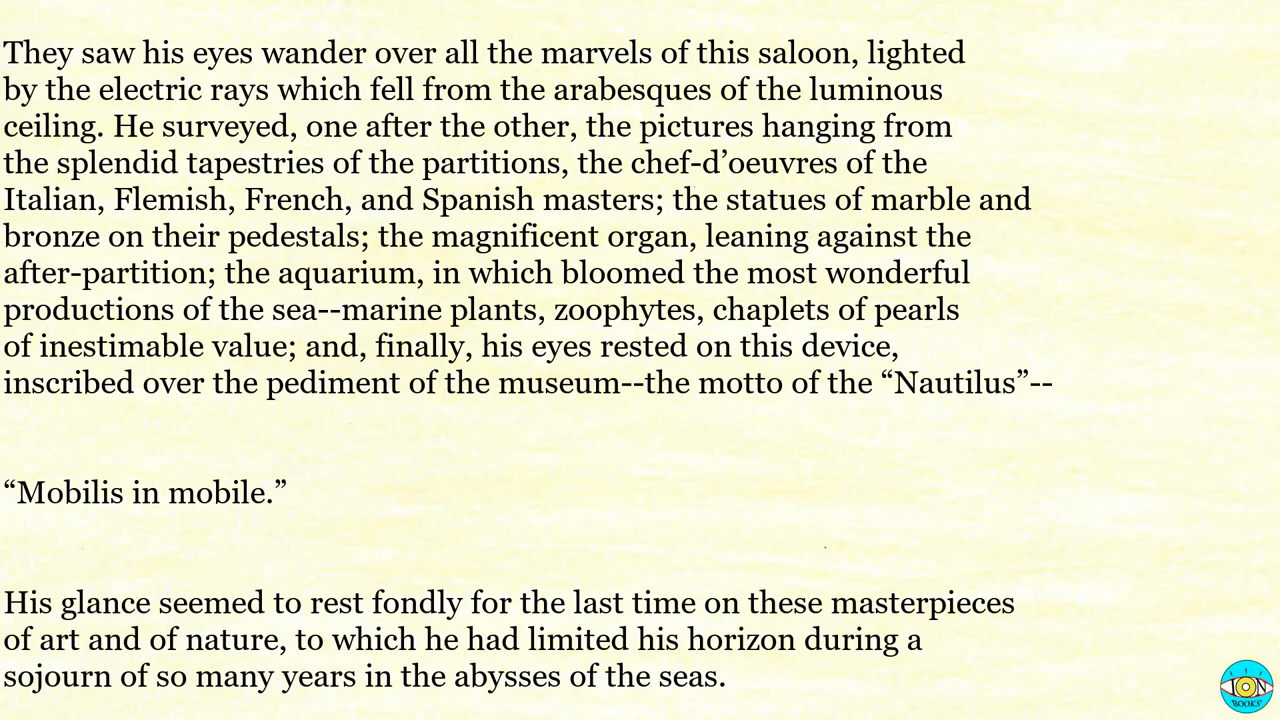 They saw his eyes wander over all the marvels of this saloon, lighted
by the electric rays which fell from the arabesques of the luminous
ceiling. He surveyed, one after the other, the pictures hanging from
the splendid tapestries of the partitions, the chef-d’oeuvres of the
Italian, Flemish, French, and Spanish masters; the statues of marble and
bronze on their pedestals; the magnificent organ, leaning against the
after-partition; the aquarium, in which bloomed the most wonderful
productions of the sea--marine plants, zoophytes, chaplets of pearls
of inestimable value; and, finally, his eyes rested on this device,
inscribed over the pediment of the museum--the motto of the “Nautilus”--
“Mobilis in mobile.”
His glance seemed to rest fondly for the last time on these masterpieces
of art and of nature, to which he had limited his horizon during a
sojourn of so many years in the abysses of the seas.
ION
BOOKS